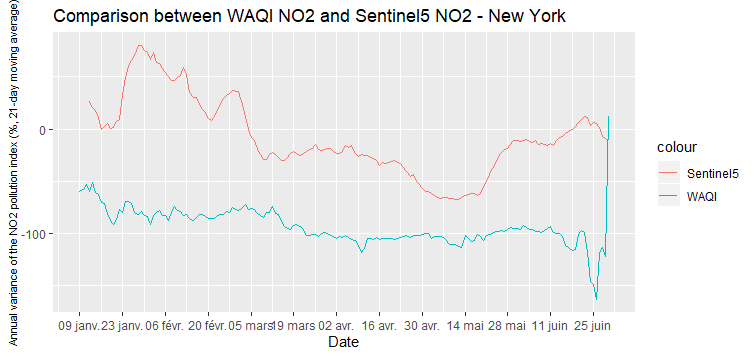 Comparison between WAQI NO2 and Sentinel5 NO2 - New York
Annual variance of the NO2 pollution index (%, 21-day moving average)
0
-100
09 janv. 23 janv. 06 févr. 20 févr. 05 mars 19 mars 02 avr. 16 avr. 30 avr. 14 mai 28 mai 11 juin 25 juin
Date
colour
Sentinel5
WAQI